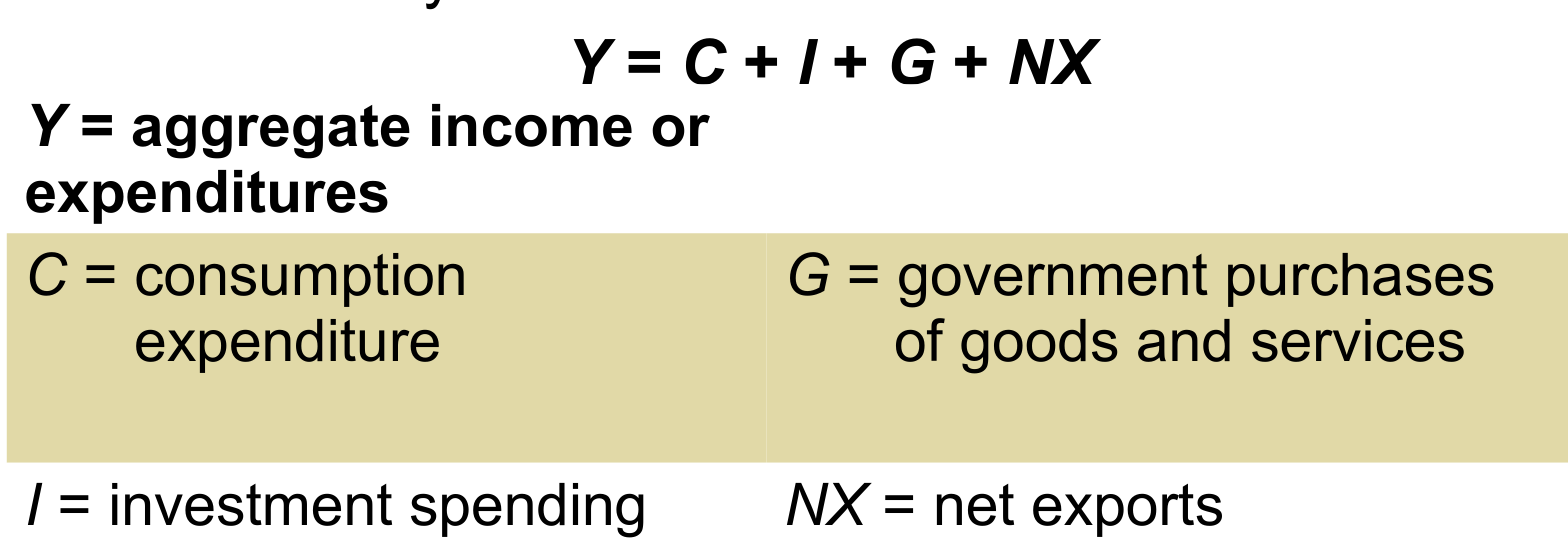 Y = C + I + G + NX
Y = aggregate income or
expenditures
C = consumption
expenditure
G = government purchases
of goods and services
I = investment spending
NX = net exports